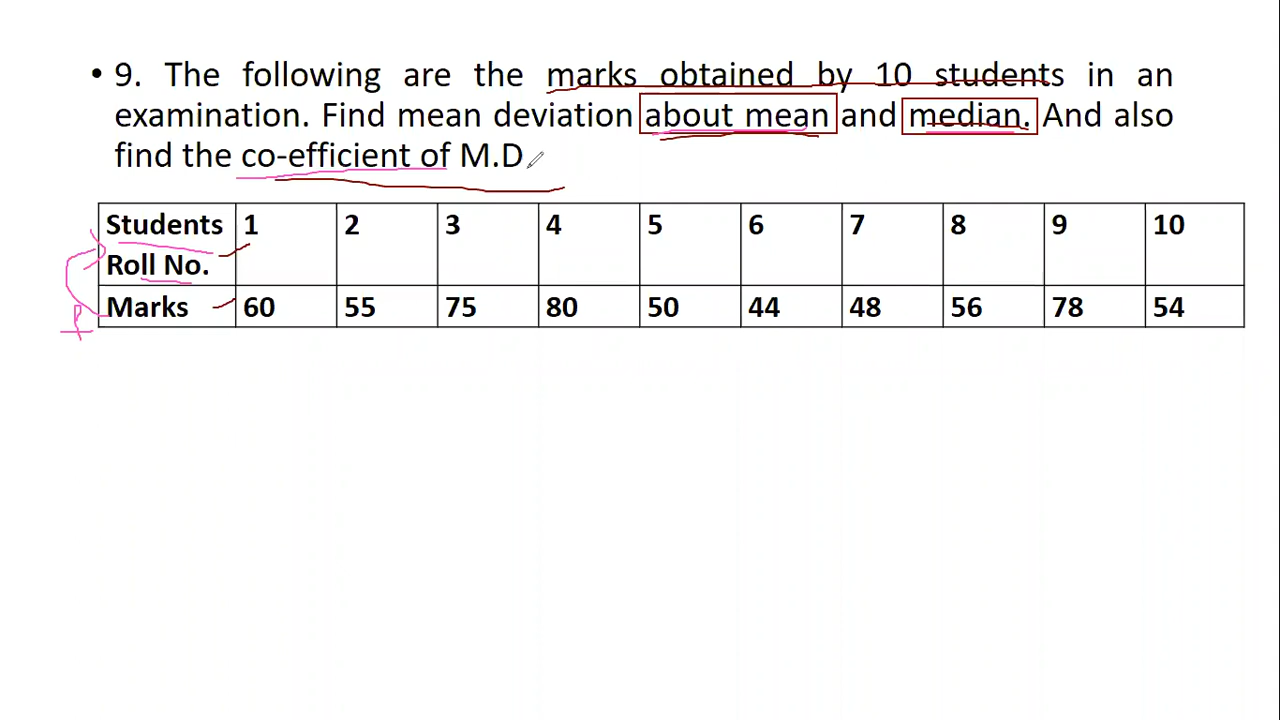 • 9. The following are the marks obtained by 10 students in an
examination. Find mean deviation about mean and median. And also
find the co-efficient of M.D
Students Roll No. 1 2 3 4 5 6 7 8 9 10
Marks 60 55 75 80 50 44 48 56 78 54